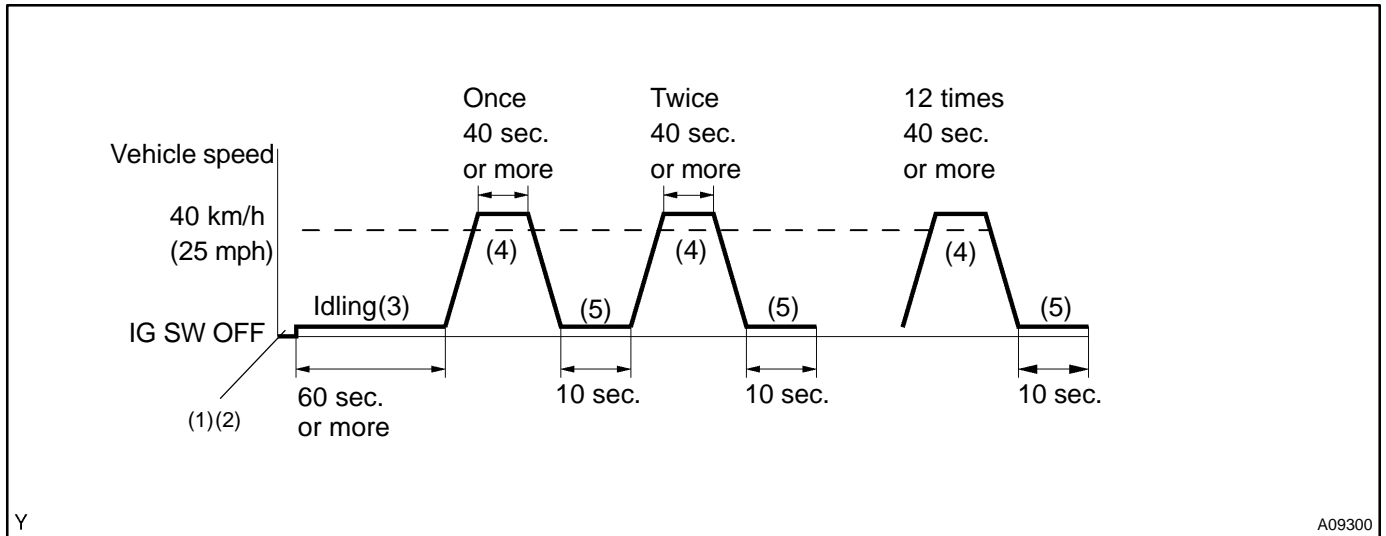 Once
40 sec.
or more
Twice
40 sec.
or more
12 times
40 sec.
or more
Vehicle speed
40 km/h
(25 mph)
(4)
(4)
(4)
Idling(3)
(5)
(5)
(5)
IG SW OFF
(1)(2)
60 sec.
or more
10 sec.
10 sec.
10 sec.
Y
A09300